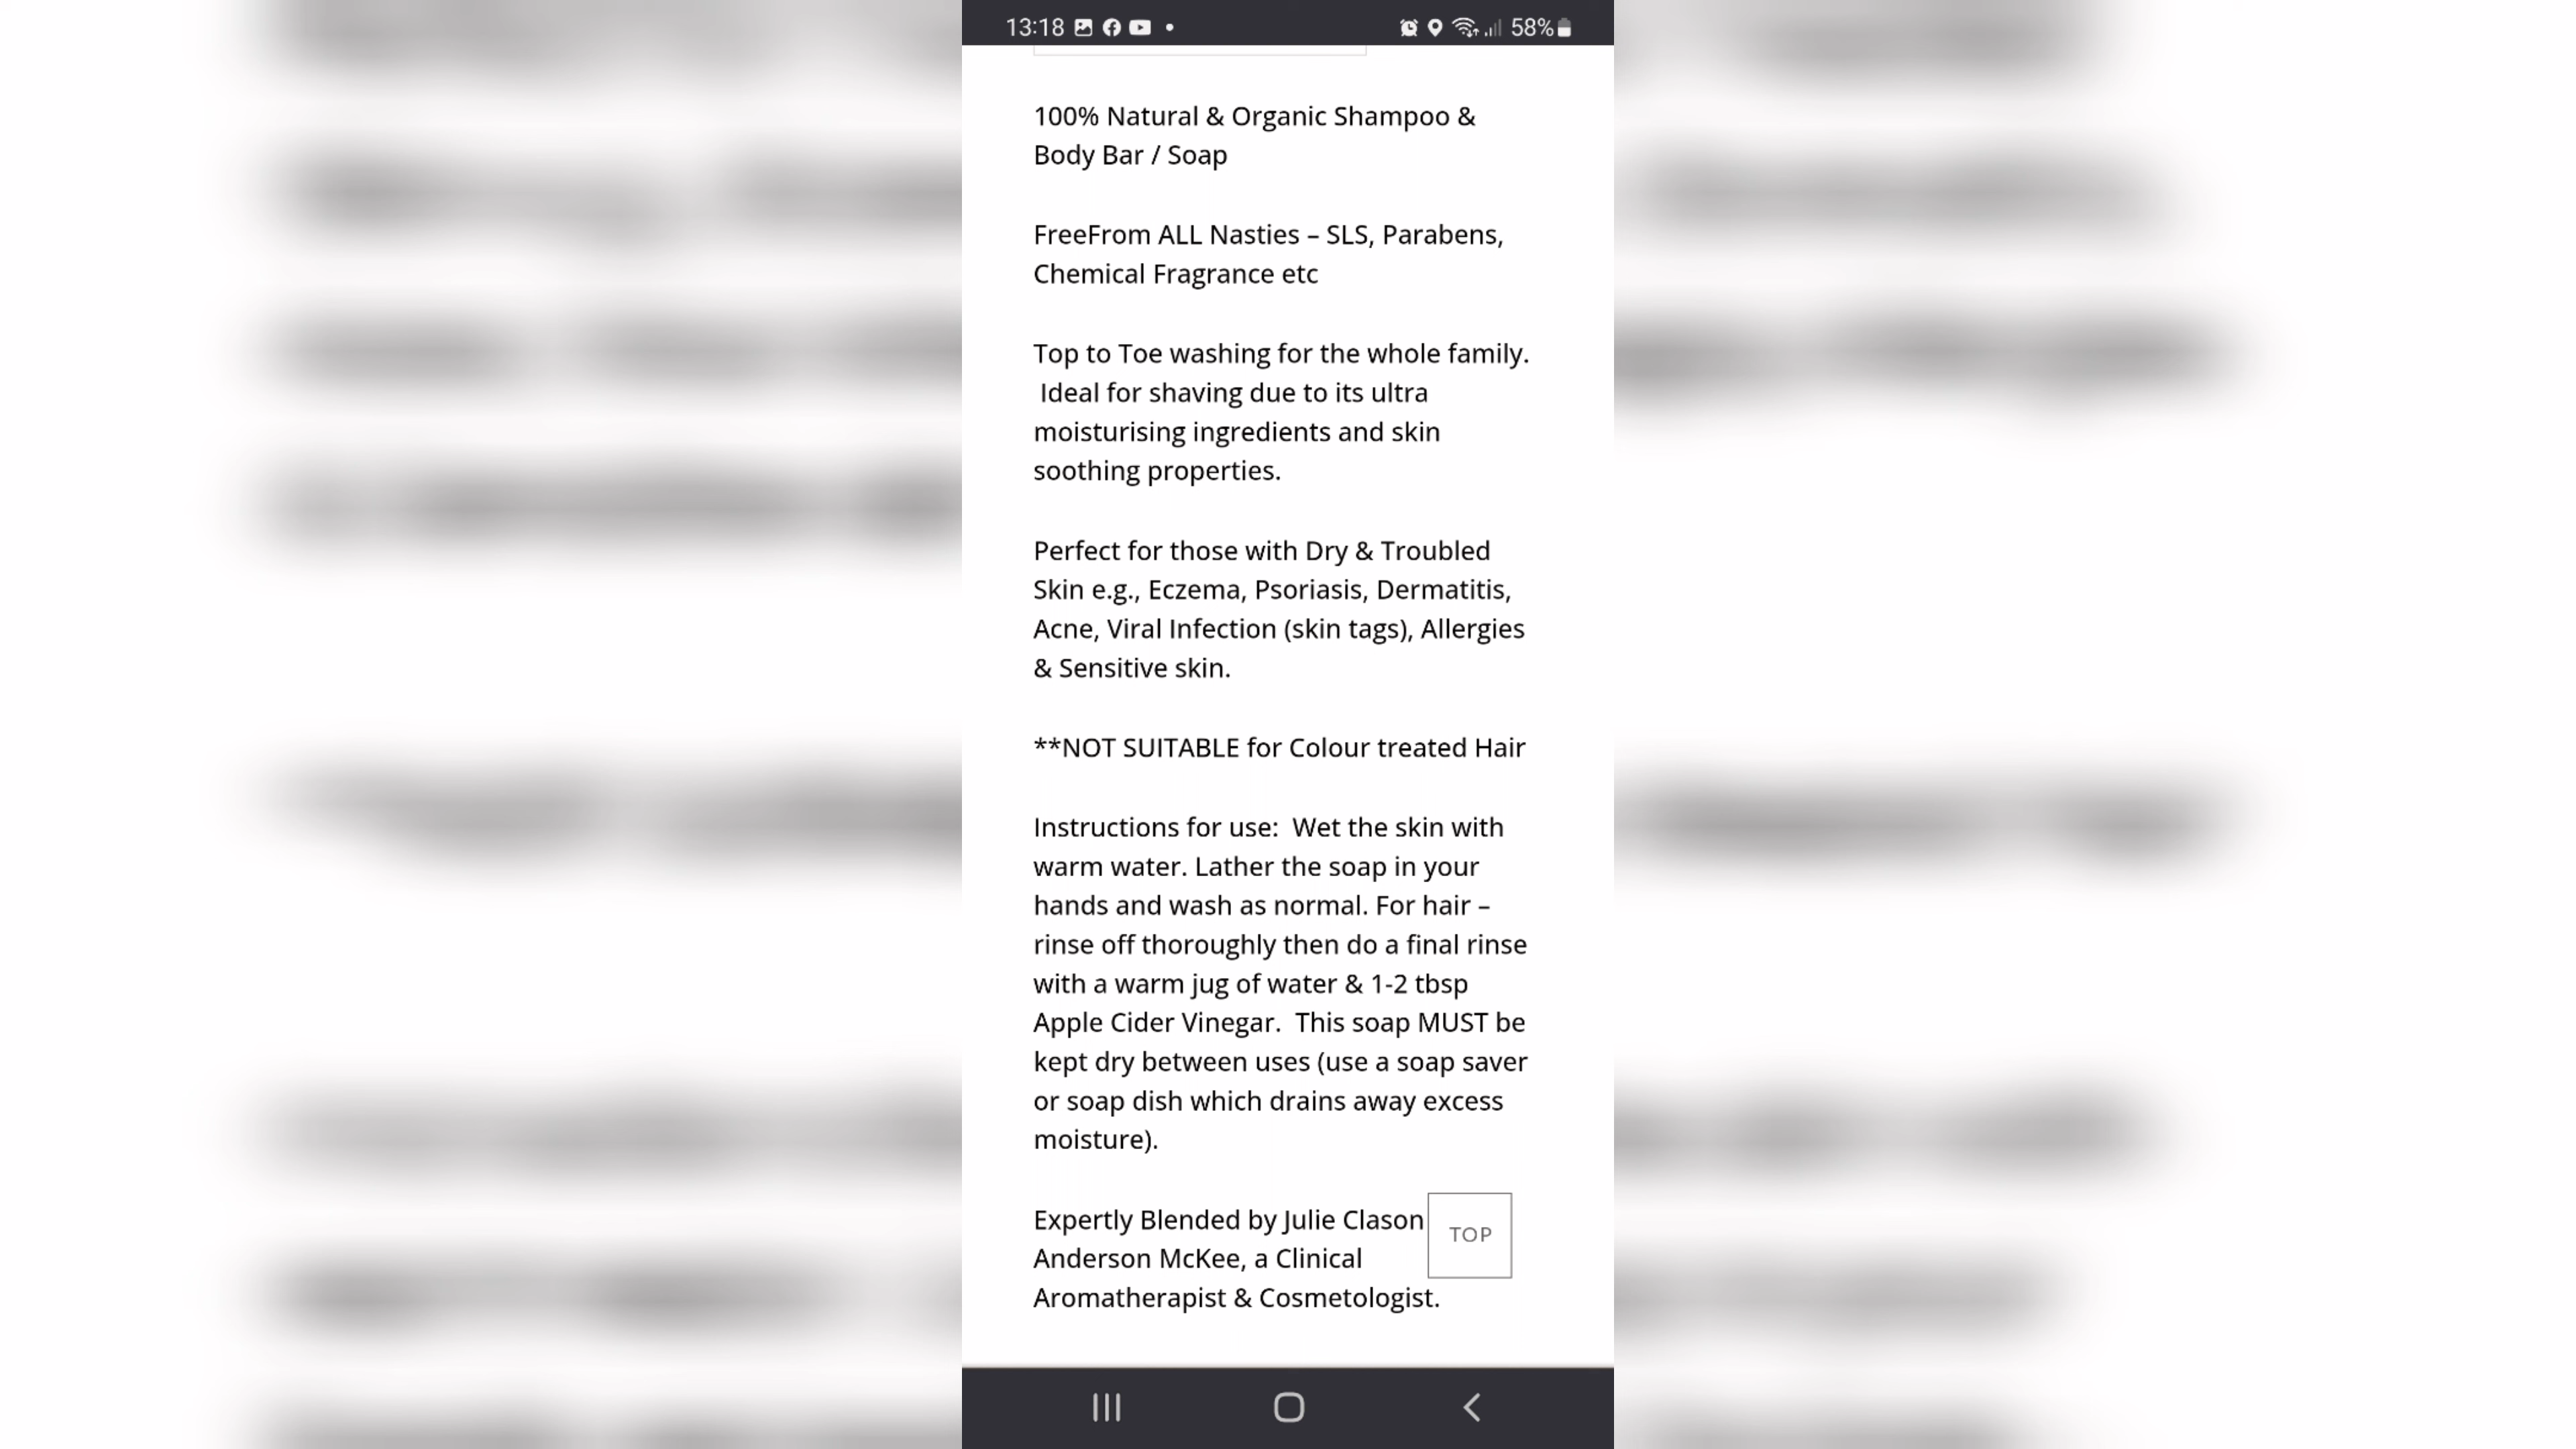 13:18
58%
100% Natural & Organic Shampoo &
Body Bar / Soap
FreeFrom ALL Nasties – SLS, Parabens,
Chemical Fragrance etc
Top to Toe washing for the whole family.
Ideal for shaving due to its ultra
moisturising ingredients and skin
soothing properties.
Perfect for those with Dry & Troubled
Skin e.g., Eczema, Psoriasis, Dermatitis,
Acne, Viral Infection (skin tags), Allergies
& Sensitive skin.
**NOT SUITABLE for Colour treated Hair
Instructions for use:  Wet the skin with
warm water. Lather the soap in your
hands and wash as normal. For hair –
rinse off thoroughly then do a final rinse
with a warm jug of water & 1-2 tbsp
Apple Cider Vinegar.  This soap MUST be
kept dry between uses (use a soap saver
or soap dish which drains away excess
moisture).
Expertly Blended by Julie Clason
Anderson McKee, a Clinical
Aromatherapist & Cosmetologist.
TOP